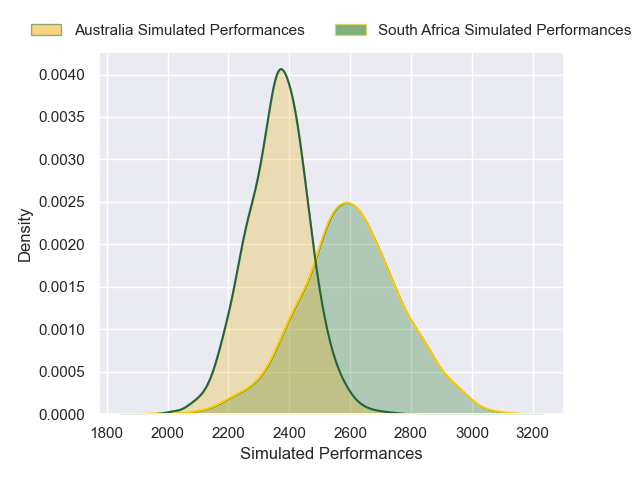 Australia Simulated Performances South Africa Simulated Performances
0.0040
0.0035
0.0030
0.0025
0.0020
0.0015
0.0010
0.0005
0.0000
Density
1800 2000 2200 2400 2600 2800 3000 3200
Simulated Performances